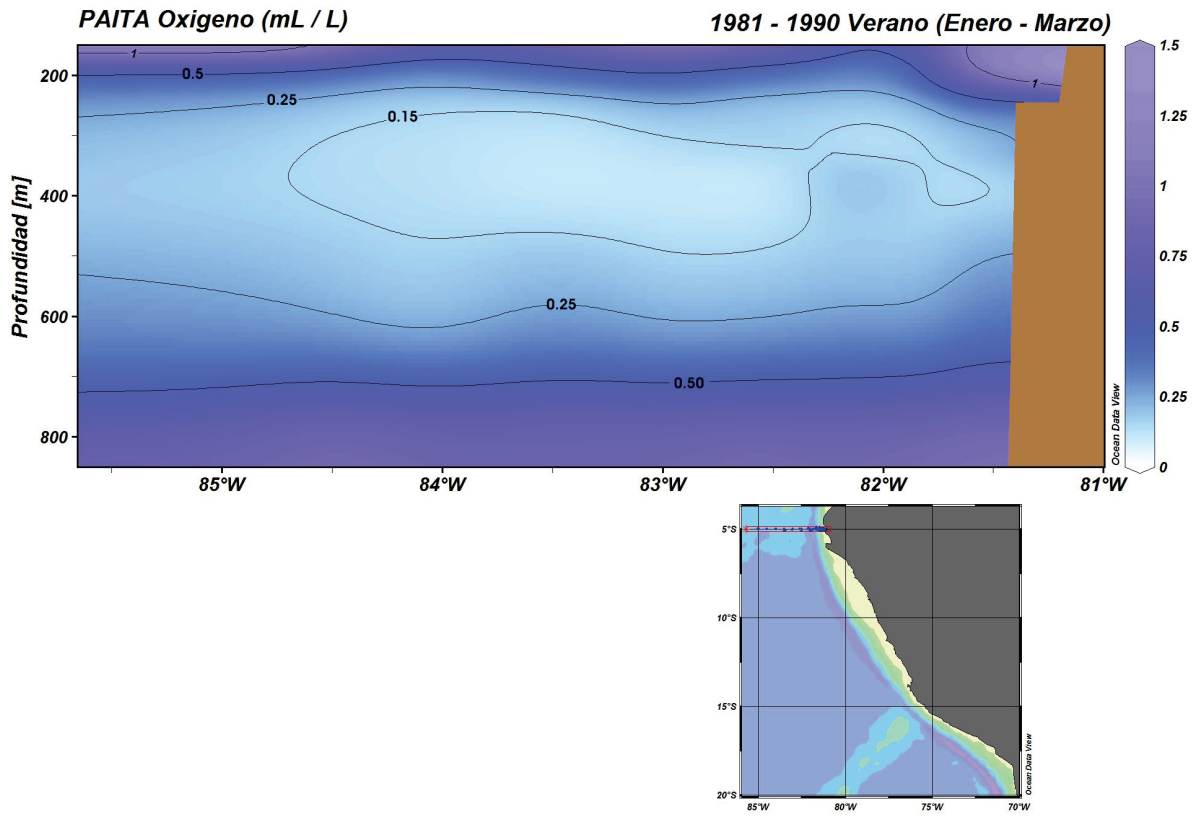 PAITA Oxigeno (mL / L)
1981 - 1990 Verano (Enero - Marzo)
Profundidad [m]
200
400
600
800
1
0.5
0.25
0.15
1
0.25
0.50
85°W
84°W
83°W
82°W
81°W
Ocean Data View
1.5
1.25
1
0.75
0.5
0.25
0
5°S
10°S
15°S
20°S
85°W
80°W
75°W
70°W
Ocean Data View